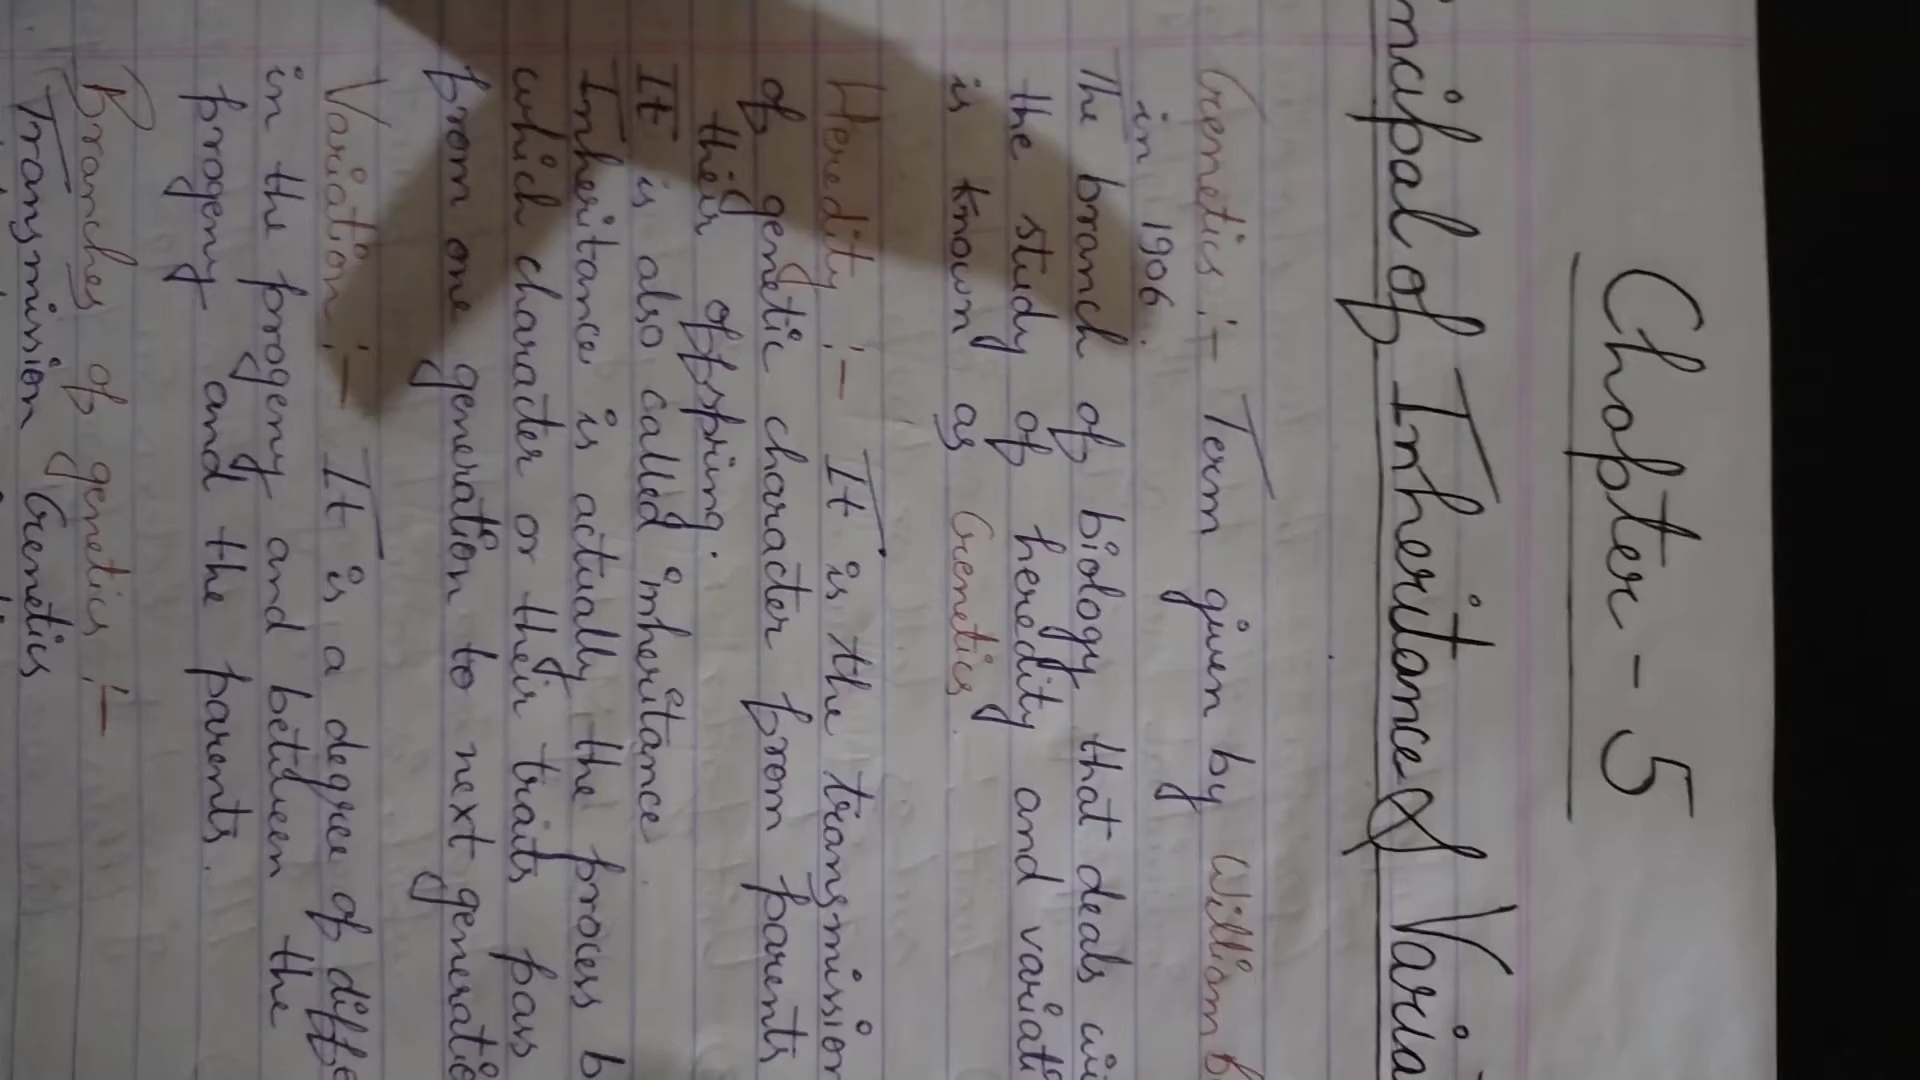 Chapter - 5
ncipal of Inheritance & Varia
Genetics :- Term given by William B
in 1906.
The branch of biology that deals wi
the study of heredity and variati
is known as Genetics.
Heredity :- It is the transmission
of genetic character from parents
their offspring.
It is also called inheritance.
Inheritance is actually the process b
which character or their traits pass
from one generation to next generatio
Variation :- It is a degree of diffe
in the progeny and between the
progeny and the parents.
Branches of genetics :-
Transmission Genetics